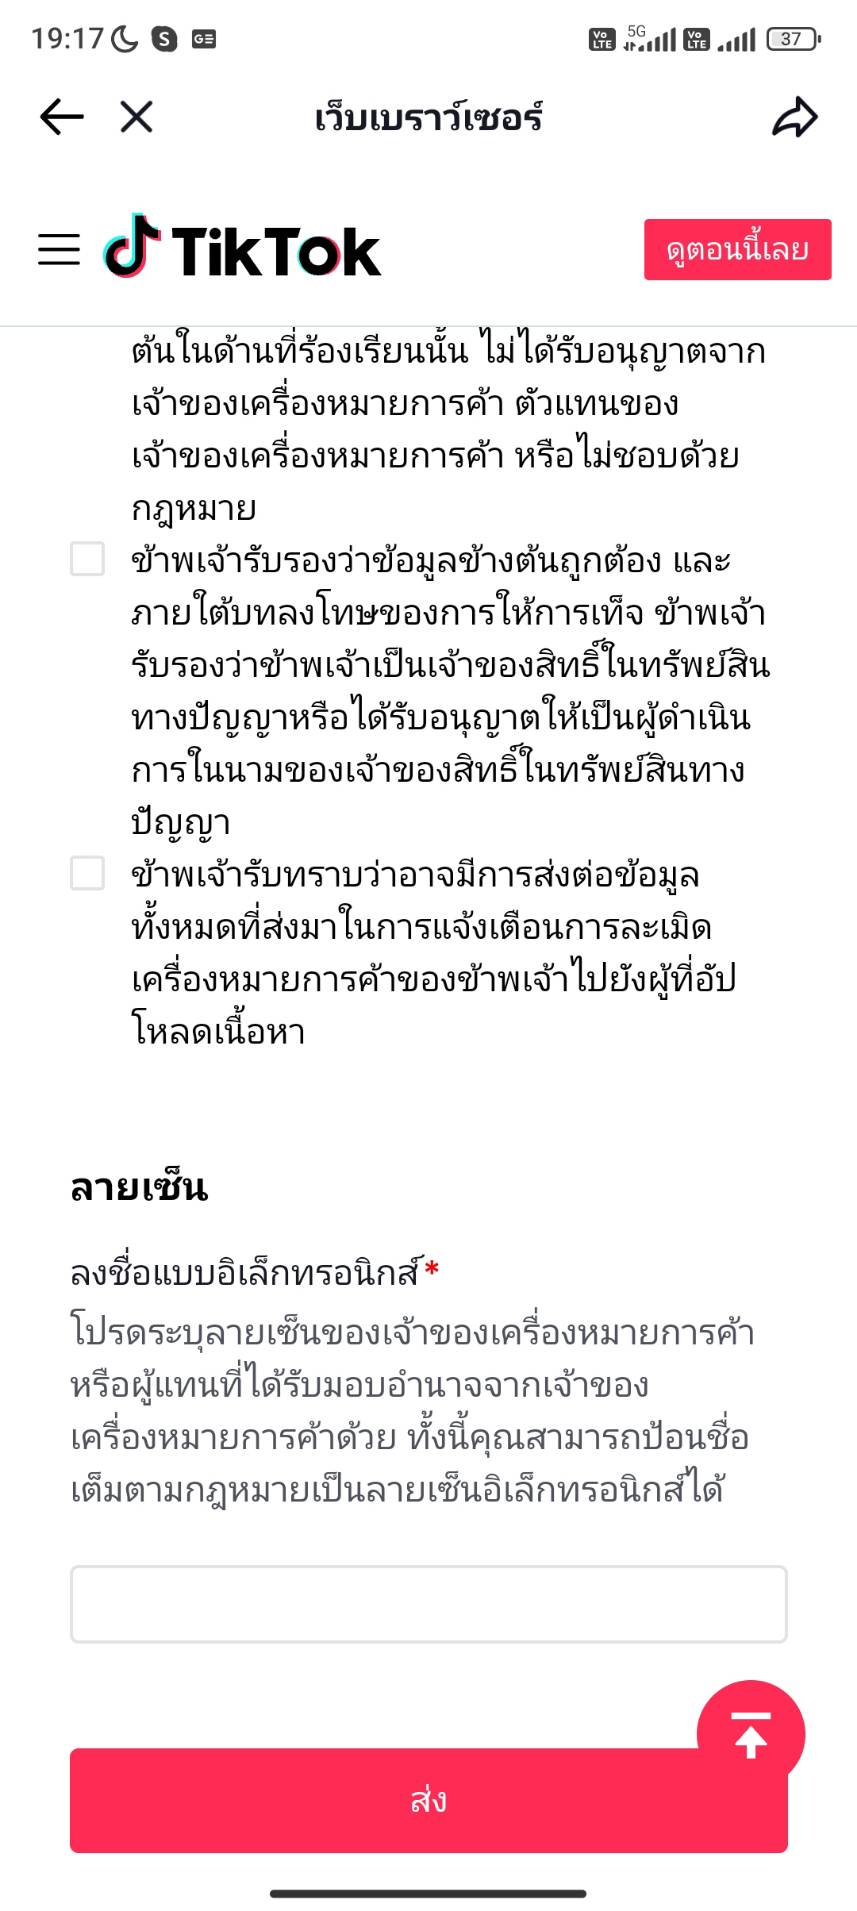 19:17
Vo LTE 5G Vo LTE 37
เว็บเบราว์เซอร์
TikTok
ดูตอนนี้เลย
ต้นในด้านที่ร้องเรียนนั้น ไม่ได้รับอนุญาตจาก
เจ้าของเครื่องหมายการค้า ตัวแทนของ
เจ้าของเครื่องหมายการค้า หรือไม่ชอบด้วย
กฎหมาย
ข้าพเจ้ารับรองว่าข้อมูลข้างต้นถูกต้อง และ
ภายใต้บทลงโทษของการให้การเท็จ ข้าพเจ้า
รับรองว่าข้าพเจ้าเป็นเจ้าของสิทธิ์ในทรัพย์สิน
ทางปัญญาหรือได้รับอนุญาตให้เป็นผู้ดำเนิน
การในนามของเจ้าของสิทธิ์ในทรัพย์สินทาง
ปัญญา
ข้าพเจ้ารับทราบว่าอาจมีการส่งต่อข้อมูล
ทั้งหมดที่ส่งมาในการแจ้งเตือนการละเมิด
เครื่องหมายการค้าของข้าพเจ้าไปยังผู้ที่อัป
โหลดเนื้อหา
ลายเซ็น
ลงชื่อแบบอิเล็กทรอนิกส์*
โปรดระบุลายเซ็นของเจ้าของเครื่องหมายการค้า
หรือผู้แทนที่ได้รับมอบอำนาจจากเจ้าของ
เครื่องหมายการค้าด้วย ทั้งนี้คุณสามารถป้อนชื่อ
เต็มตามกฎหมายเป็นลายเซ็นอิเล็กทรอนิกส์ได้
ส่ง